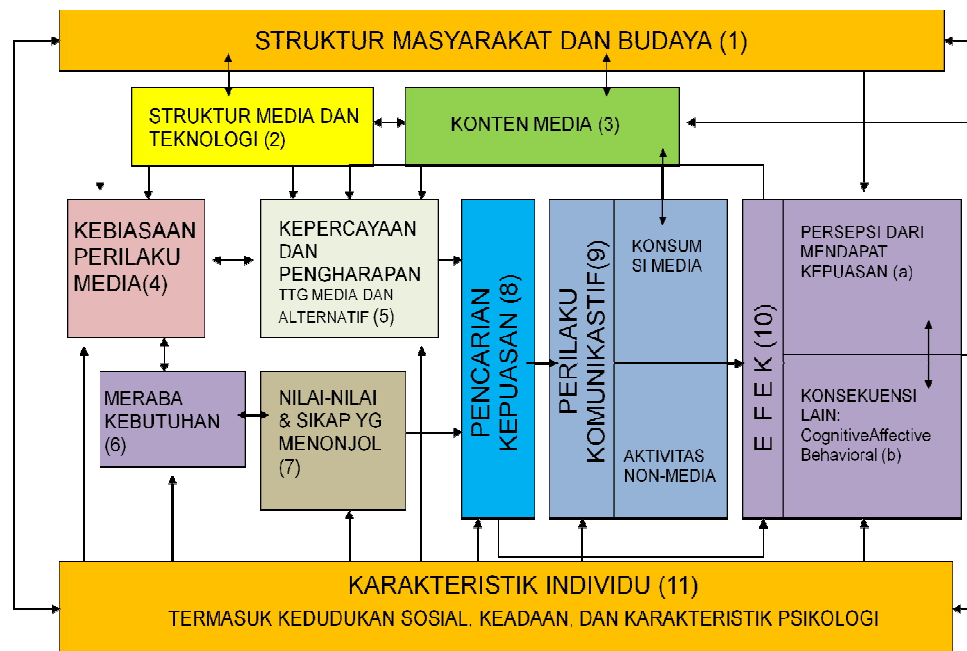 STRUKTUR MASYARAKAT DAN BUDAYA (1)
STRUKTUR MEDIA DAN
TEKNOLOGI (2)
KONTEN MEDIA (3)
KEBIASAAN
PERILAKU
MEDIA(4)
KEPERCAYAAN
DAN
PENGHARAPAN
TTG MEDIA DAN
ALTERNATIF (5)
MERABA
KEBUTUHAN
(6)
NILAI-NILAI
& SIKAP YG
MENONJOL
(7)
PENCARIAN
KEPUASAN (8)
PERILAKU
KOMUNIKASTIF(9)
KONSUM
SI MEDIA
AKTIVITAS
NON-MEDIA
E F E K (10)
PERSEPSI DARI
MENDAPAT
KEPUASAN (a)
KONSEKUENSI
LAIN:
CognitiveAffective
Behavioral (b)
KARAKTERISTIK INDIVIDU (11)
TERMASUK KEDUDUKAN SOSIAL, KEADAAN, DAN KARAKTERISTIK PSIKOLOGI